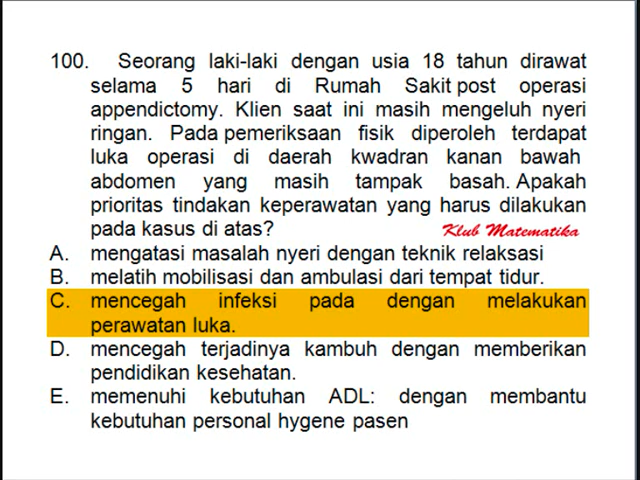 100. Seorang laki-laki dengan usia 18 tahun dirawat
selama 5 hari di Rumah Sakit post operasi
appendictomy. Klien saat ini masih mengeluh nyeri
ringan. Pada pemeriksaan fisik diperoleh terdapat
luka operasi di daerah kwadran kanan bawah
abdomen yang masih tampak basah. Apakah
prioritas tindakan keperawatan yang harus dilakukan
pada kasus di atas? Klub Matematika
A. mengatasi masalah nyeri dengan teknik relaksasi
B. melatih mobilisasi dan ambulasi dari tempat tidur.
C. mencegah infeksi pada dengan melakukan
perawatan luka.
D. mencegah terjadinya kambuh dengan memberikan
pendidikan kesehatan.
E. memenuhi kebutuhan ADL: dengan membantu
kebutuhan personal hygene pasen